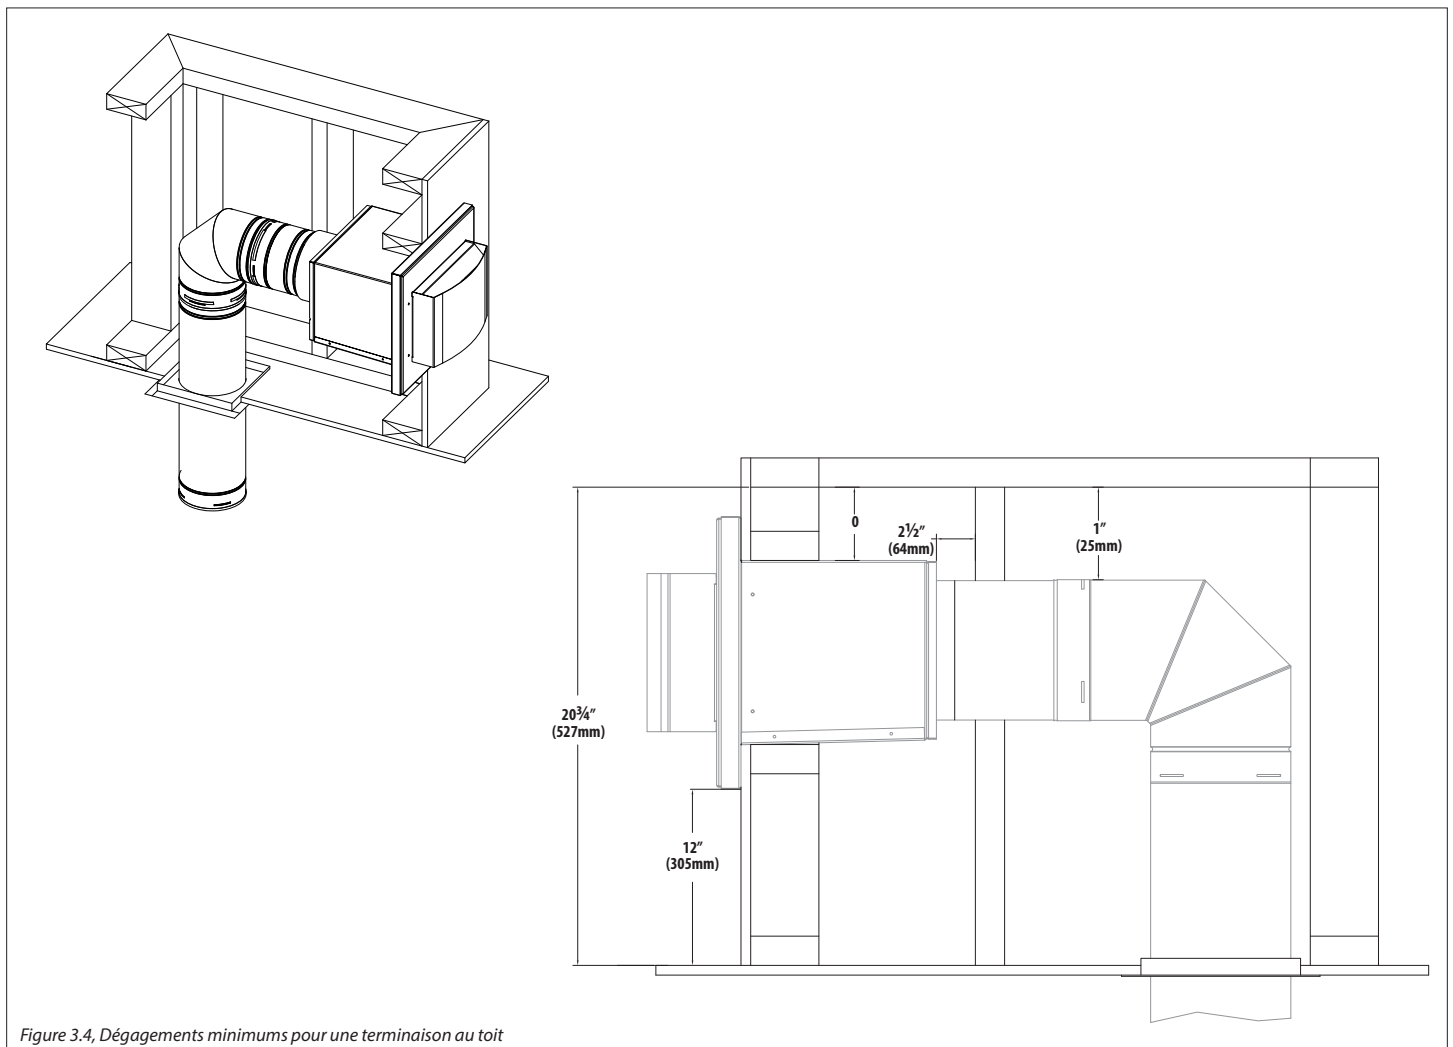 0
2½”
(64mm)
1”
(25mm)
20¾”
(527mm)
12”
(305mm)
Figure 3.4, Dégagements minimums pour une terminaison au toit